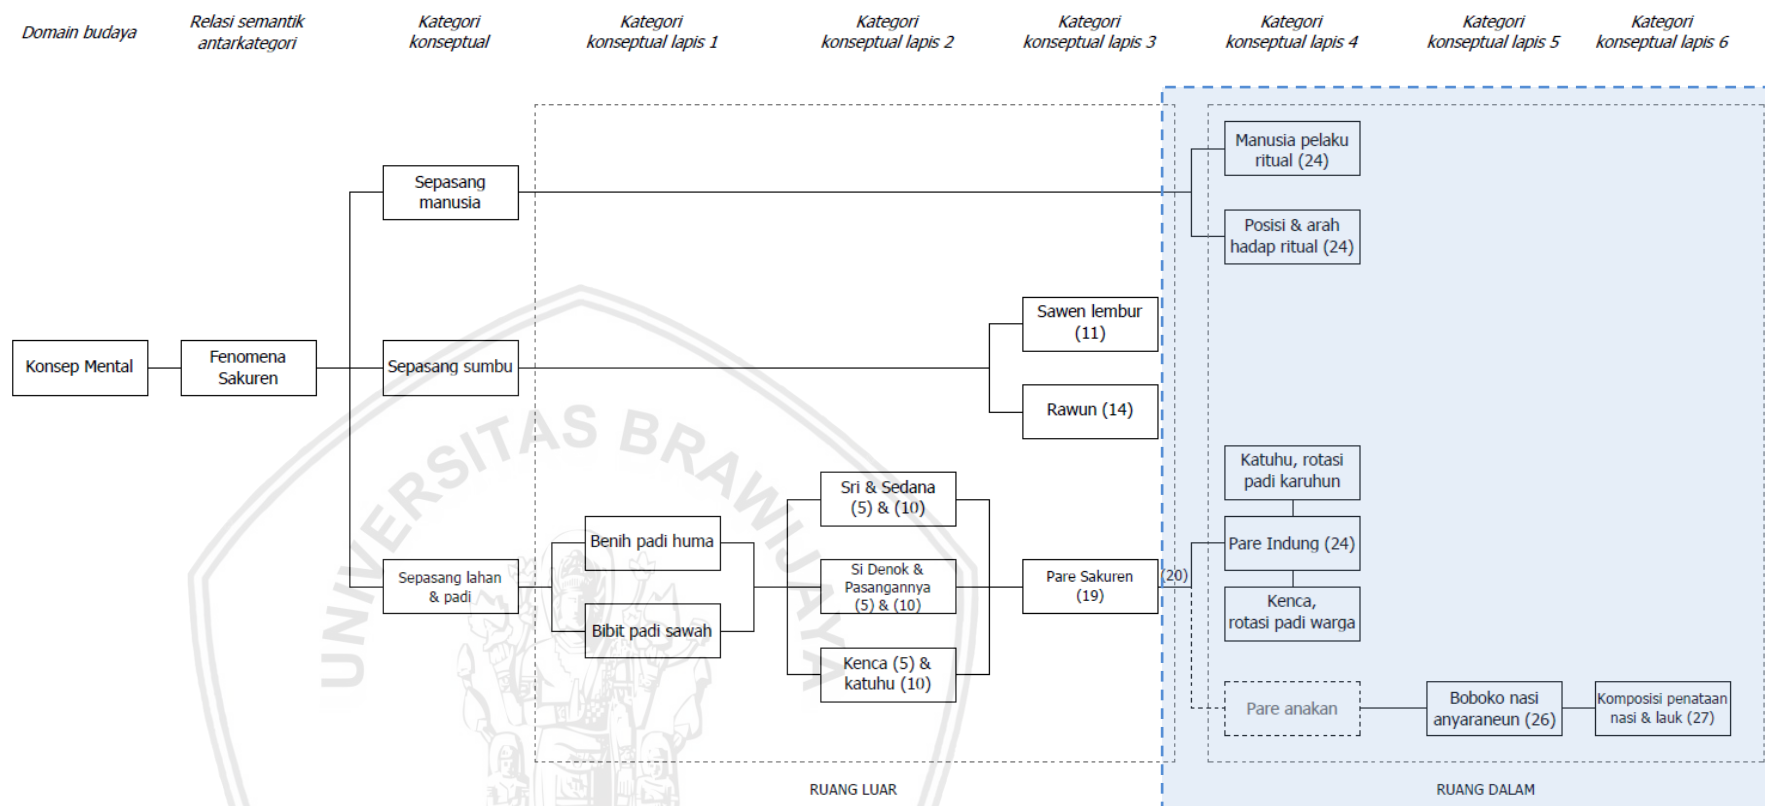 Domain budaya
Relasi semantik
antarkategori
Kategori
konseptual
Kategori
konseptual lapis 1
Kategori
konseptual lapis 2
Kategori
konseptual lapis 3
Kategori
konseptual lapis 4
Kategori
konseptual lapis 5
Kategori
konseptual lapis 6
Konsep Mental
Fenomena
Sakuren
Sepasang
manusia
Manusia pelaku
ritual (24)
Posisi & arah
hadap ritual (24)
Sepasang sumbu
Sawen lembur
(11)
Rawun (14)
Sepasang lahan
& padi
Benih padi huma
Bibit padi sawah
Sri & Sedana
(5) & (10)
Si Denok &
Pasangannya
(5) & (10)
Kenca (5) &
katuhu (10)
Pare Sakuren
(19)
(20)
Katuhu, rotasi
padi karuhun
Pare Indung (24)
Kenca,
rotasi padi warga
Pare anakan
Boboko nasi
anyaraneun (26)
Komposisi penataan
nasi & lauk (27)
RUANG LUAR
RUANG DALAM
UNIVERSITAS BRAWIJAYA